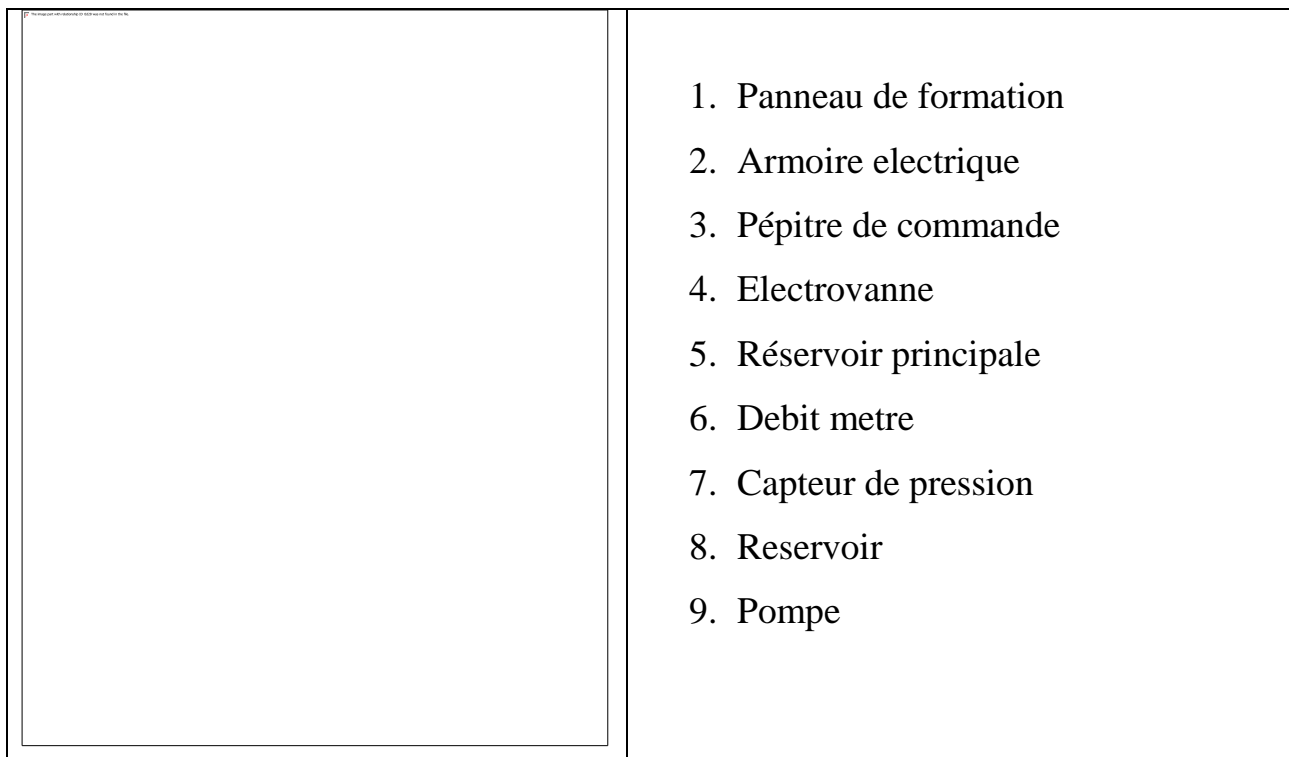 1. Panneau de formation
2. Armoire electrique
3. Pépitre de commande
4. Electrovanne
5. Réservoir principale
6. Debit metre
7. Capteur de pression
8. Reservoir
9. Pompe